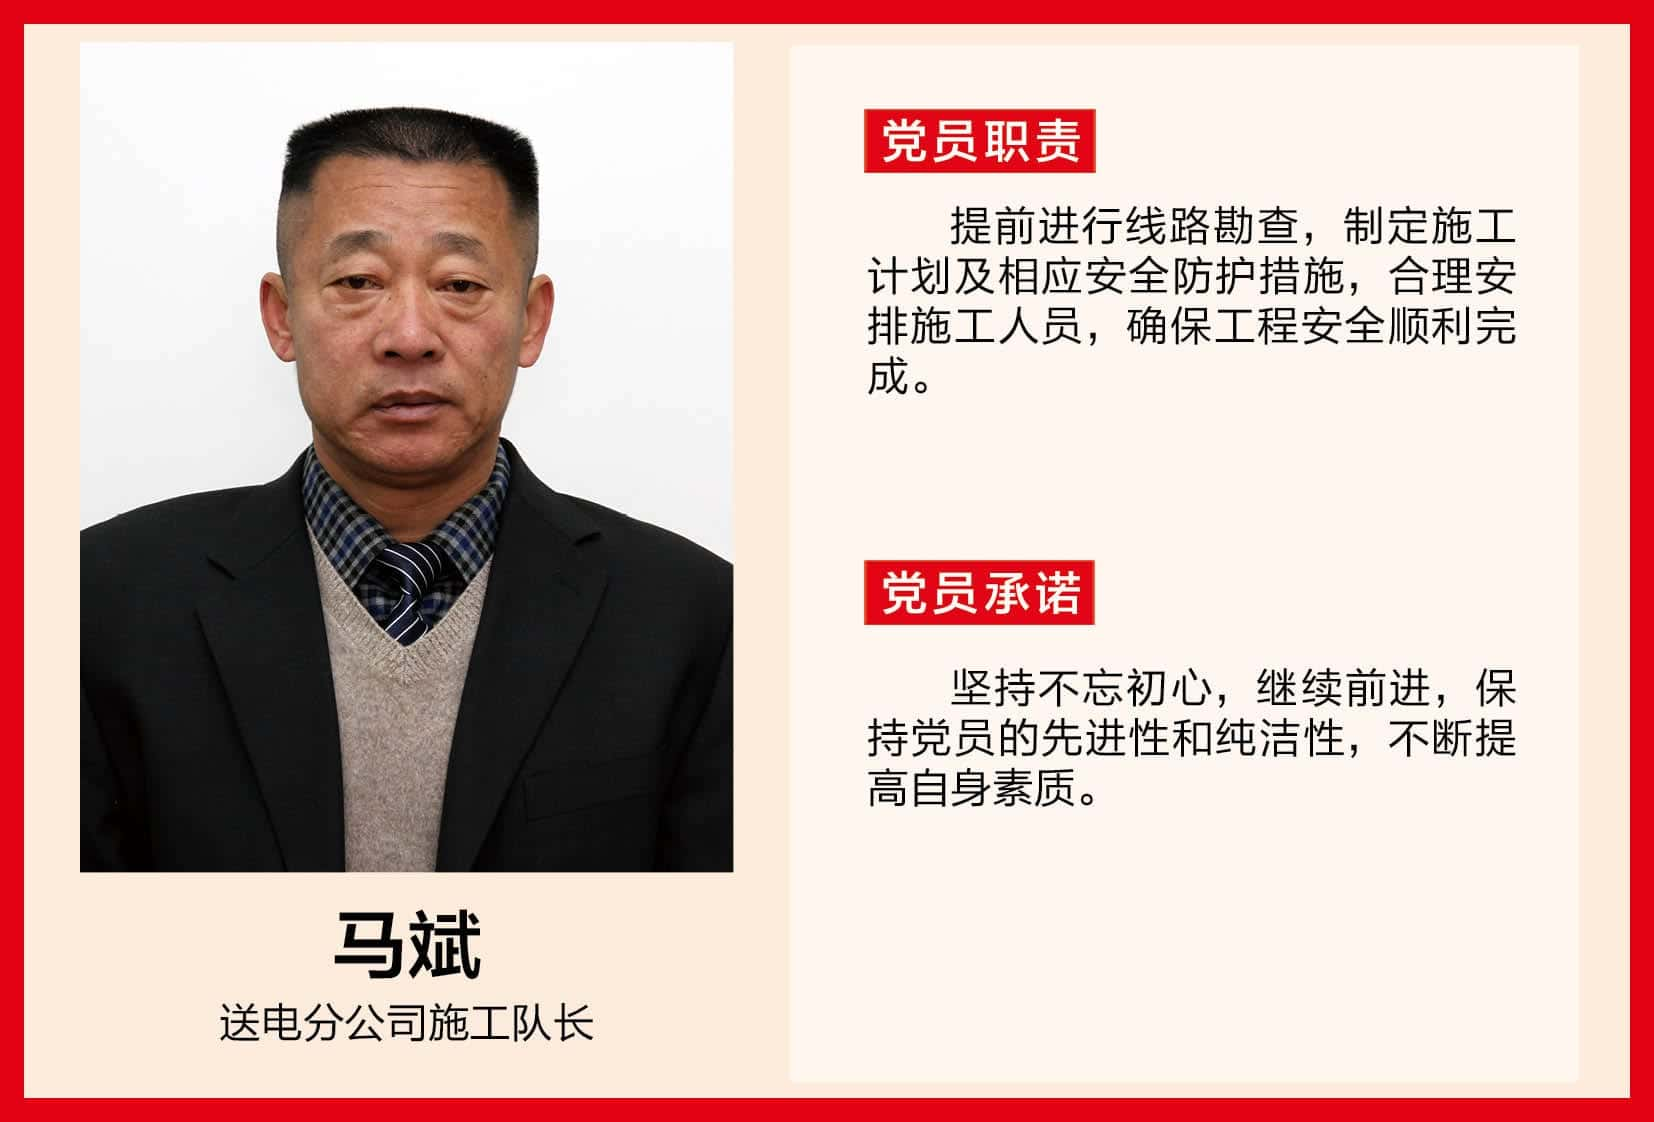 党员职责
提前进行线路勘查，制定施工
计划及相应安全防护措施，合理安
排施工人员，确保工程安全顺利完
成。
党员承诺
坚持不忘初心，继续前进，保
持党员的先进性和纯洁性，不断提
高自身素质。
马斌
送电分公司施工队长